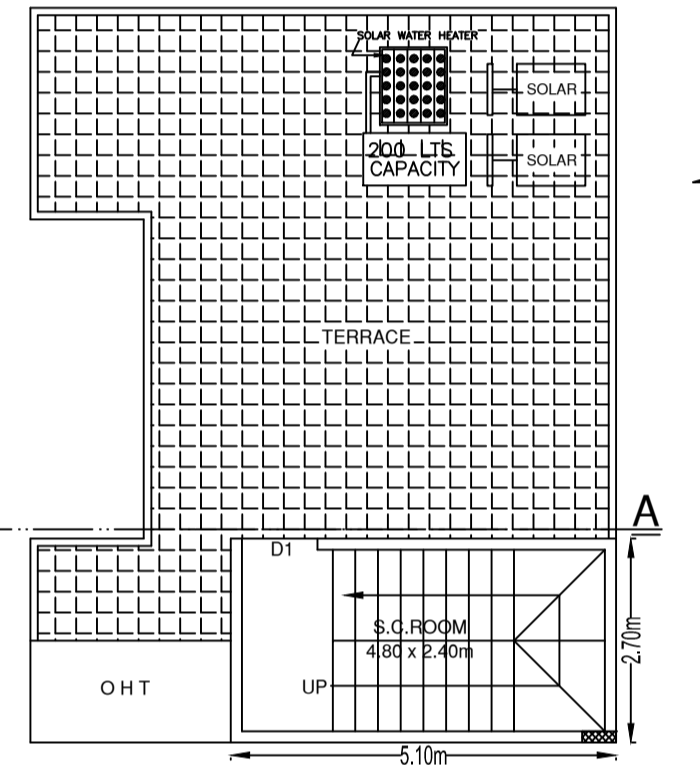 SOLAR WATER HEATER
SOLAR
200 LTS
CAPACITY
SOLAR
TERRACE
A
D1
S.C.ROOM
4.80 x 2.40m
2.70m
OHT
UP
5.10m